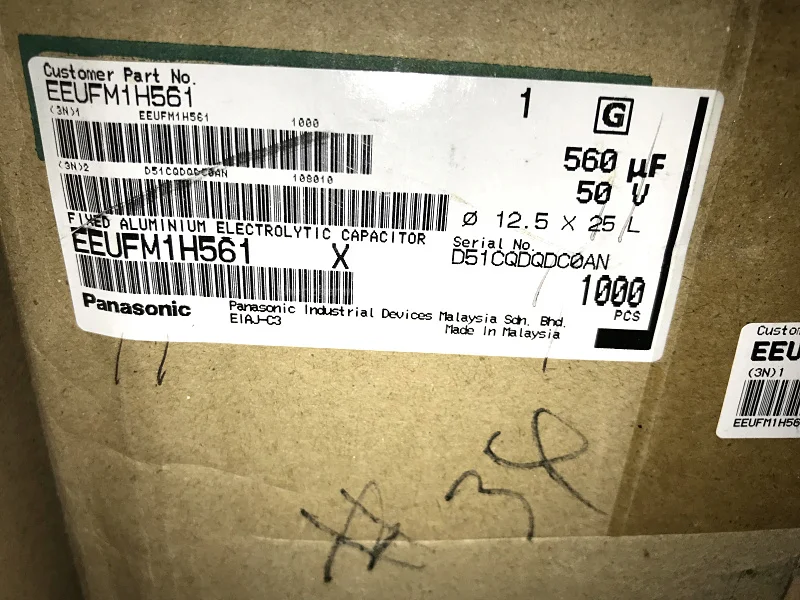 Customer Part No.
EEUFM1H561
1
G
(3N)1 EEUFM1H561 1000
560 μF
(3N)2 D51CQDQDC0AN 108010
50 V
Ø 12.5 X 25 L
FIXED ALUMINIUM ELECTROLYTIC CAPACITOR
EEUFM1H561 X
Serial No.
D51CQDQDC0AN
1000
PCS
Panasonic
Panasonic Industrial Devices Malaysia Sdn. Bhd.
EIAJ-C3 Made In Malaysia
Custom
EEU
(3N)1
EEUFM1H56
# 34